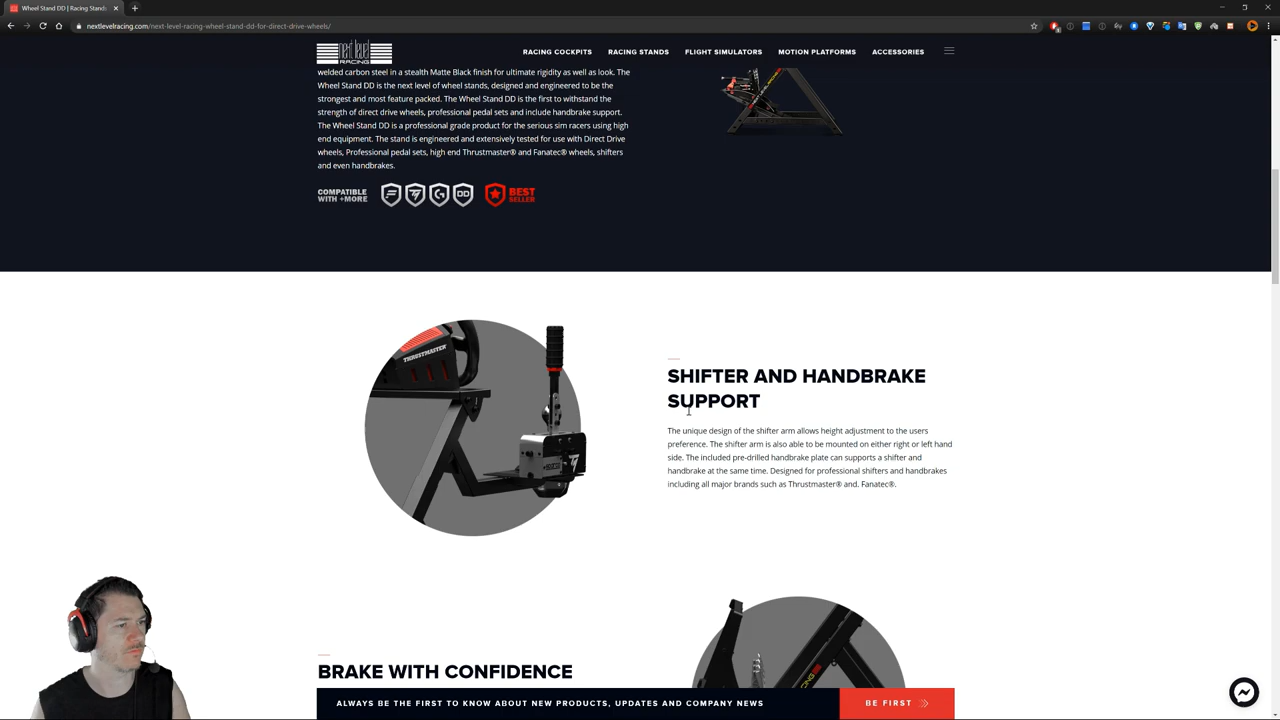 Wheel Stand DD | Racing Stands
nextlevelracing.com/next-level-racing-wheel-stand-dd-for-direct-drive-wheels/
next level
RACING
RACING COCKPITS RACING STANDS FLIGHT SIMULATORS MOTION PLATFORMS ACCESSORIES
welded carbon steel in a stealth Matte Black finish for ultimate rigidity as well as look. The
Wheel Stand DD is the next level of wheel stands, designed and engineered to be the
strongest and most feature packed. The Wheel Stand DD is the first to withstand the
strength of direct drive wheels, professional pedal sets and include handbrake support.
The Wheel Stand DD is a professional grade product for the serious sim racers using high
end equipment. The stand is engineered and extensively tested for use with Direct Drive
wheels, Professional pedal sets, high end Thrustmaster® and Fanatec® wheels, shifters
and even handbrakes.
COMPATIBLE
WITH +MORE
DD
BEST
SELLER
THRUSTMASTER
SHIFTER AND HANDBRAKE
SUPPORT
The unique design of the shifter arm allows height adjustment to the users
preference. The shifter arm is also able to be mounted on either right or left hand
side. The included pre-drilled handbrake plate can supports a shifter and
handbrake at the same time. Designed for professional shifters and handbrakes
including all major brands such as Thrustmaster® and. Fanatec®.
BRAKE WITH CONFIDENCE
ALWAYS BE THE FIRST TO KNOW ABOUT NEW PRODUCTS, UPDATES AND COMPANY NEWS
BE FIRST